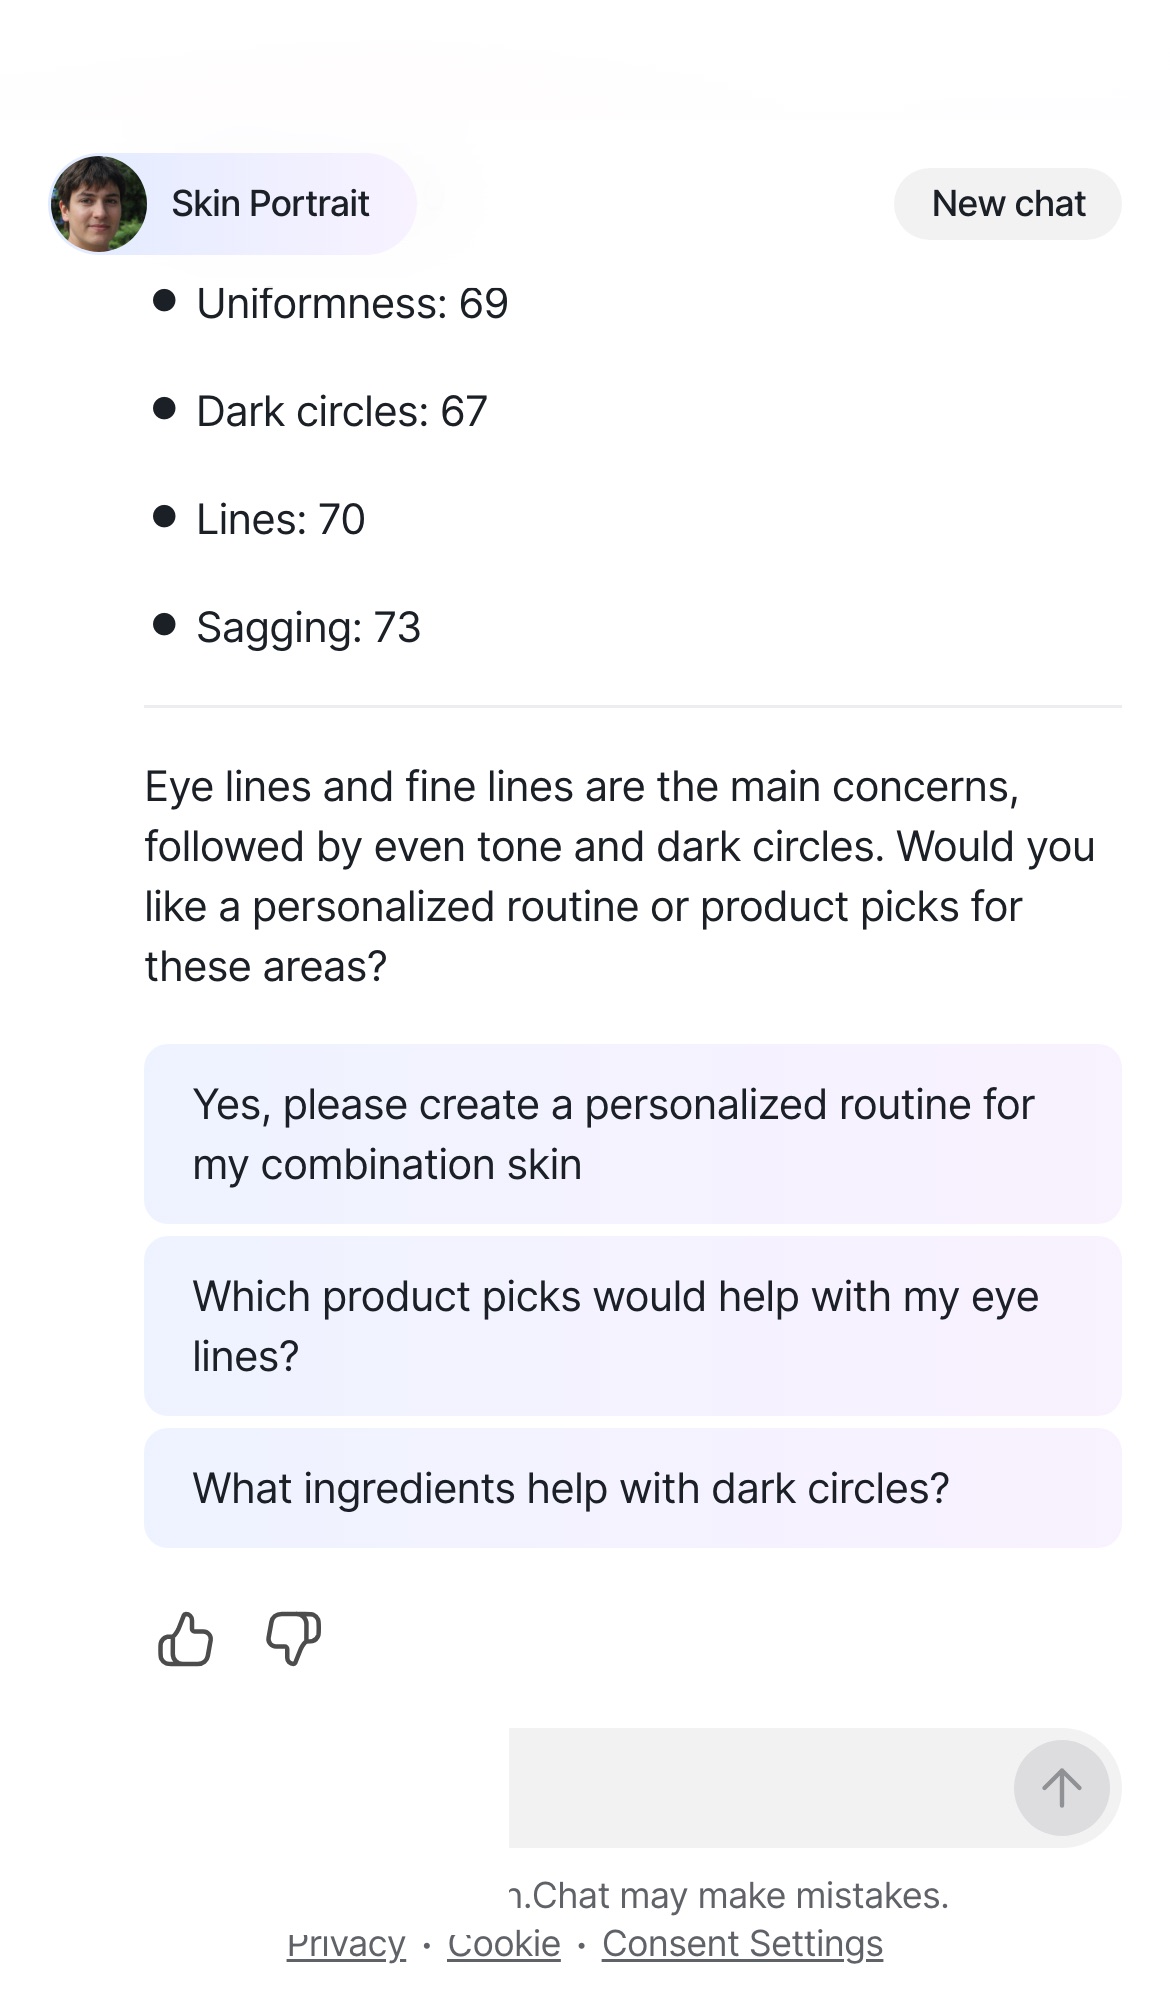 Skin Portrait
New chat
Uniformness: 69
Dark circles: 67
Lines: 70
Sagging: 73
Eye lines and fine lines are the main concerns,
followed by even tone and dark circles. Would you
like a personalized routine or product picks for
these areas?
Yes, please create a personalized routine for
my combination skin
Which product picks would help with my eye
lines?
What ingredients help with dark circles?
.Chat may make mistakes.
Privacy • Cookie • Consent Settings